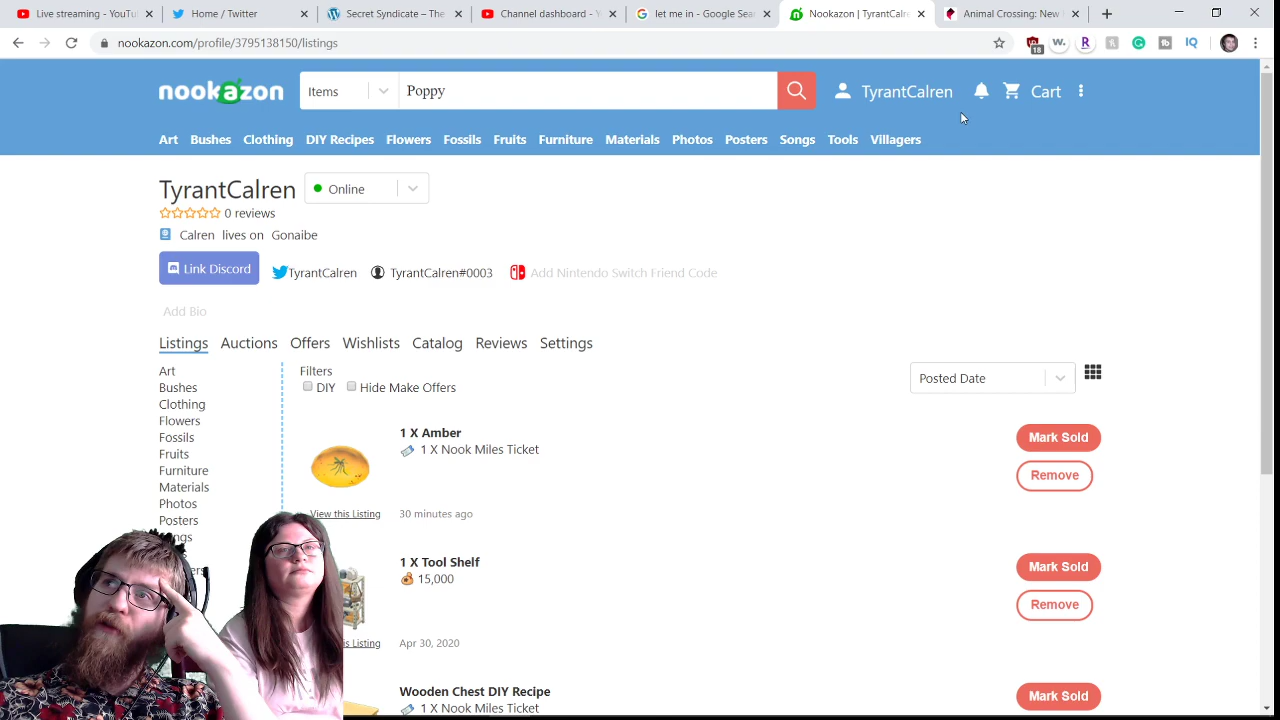 Live streaming - YouTu
Home / Twitter
Secret Syndicate – The
Channel dashboard - Y
let me in - Google Sea
Nookazon | TyrantCalre
Animal Crossing: New
nookazon.com/profile/3795138150/listings
18
w.
R
IQ
nookazon
Items
Poppy
TyrantCalren
Cart
Art Bushes Clothing DIY Recipes Flowers Fossils Fruits Furniture Materials Photos Posters Songs Tools Villagers
TyrantCalren
Online
0 reviews
Calren lives on Gonaibe
Link Discord
TyrantCalren
TyrantCalren#0003
Add Nintendo Switch Friend Code
Add Bio
Listings Auctions Offers Wishlists Catalog Reviews Settings
Art
Bushes
Clothing
Flowers
Fossils
Fruits
Furniture
Materials
Photos
Posters
Filters
DIY
Hide Make Offers
Posted Date
1 X Amber
1 X Nook Miles Ticket
Mark Sold
Remove
View this Listing
30 minutes ago
1 X Tool Shelf
15,000
Mark Sold
Remove
Listing
Apr 30, 2020
Wooden Chest DIY Recipe
1 X Nook Miles Ticket
Mark Sold